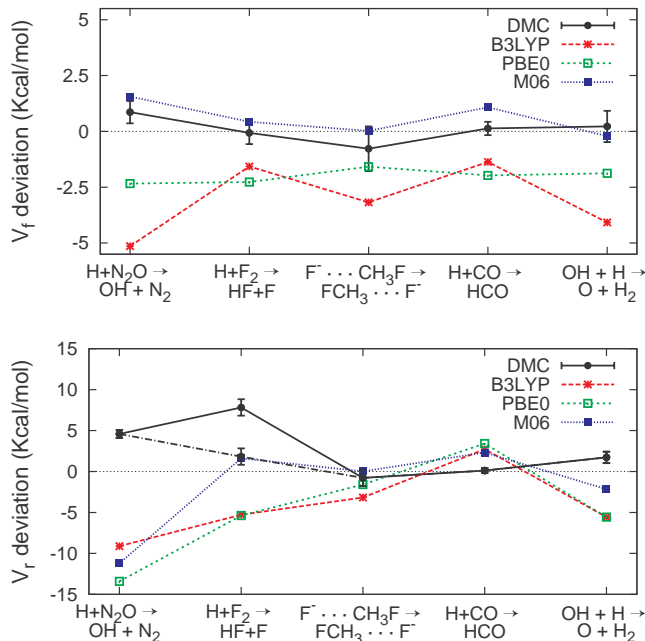 V_f deviation (Kcal/mol)
5
2.5
0
-2.5
-5
DMC
B3LYP
PBE0
M06
H+N₂O → H+F₂ → F⁻ · · · CH₃F → H+CO → OH + H →
OH + N₂ HF+F FCH₃ · · · F⁻ HCO O + H₂
V_r deviation (Kcal/mol)
15
10
5
0
-5
-10
-15
DMC
B3LYP
PBE0
M06
H+N₂O → H+F₂ → F⁻ · · · CH₃F → H+CO → OH + H →
OH + N₂ HF+F FCH₃ · · · F⁻ HCO O + H₂